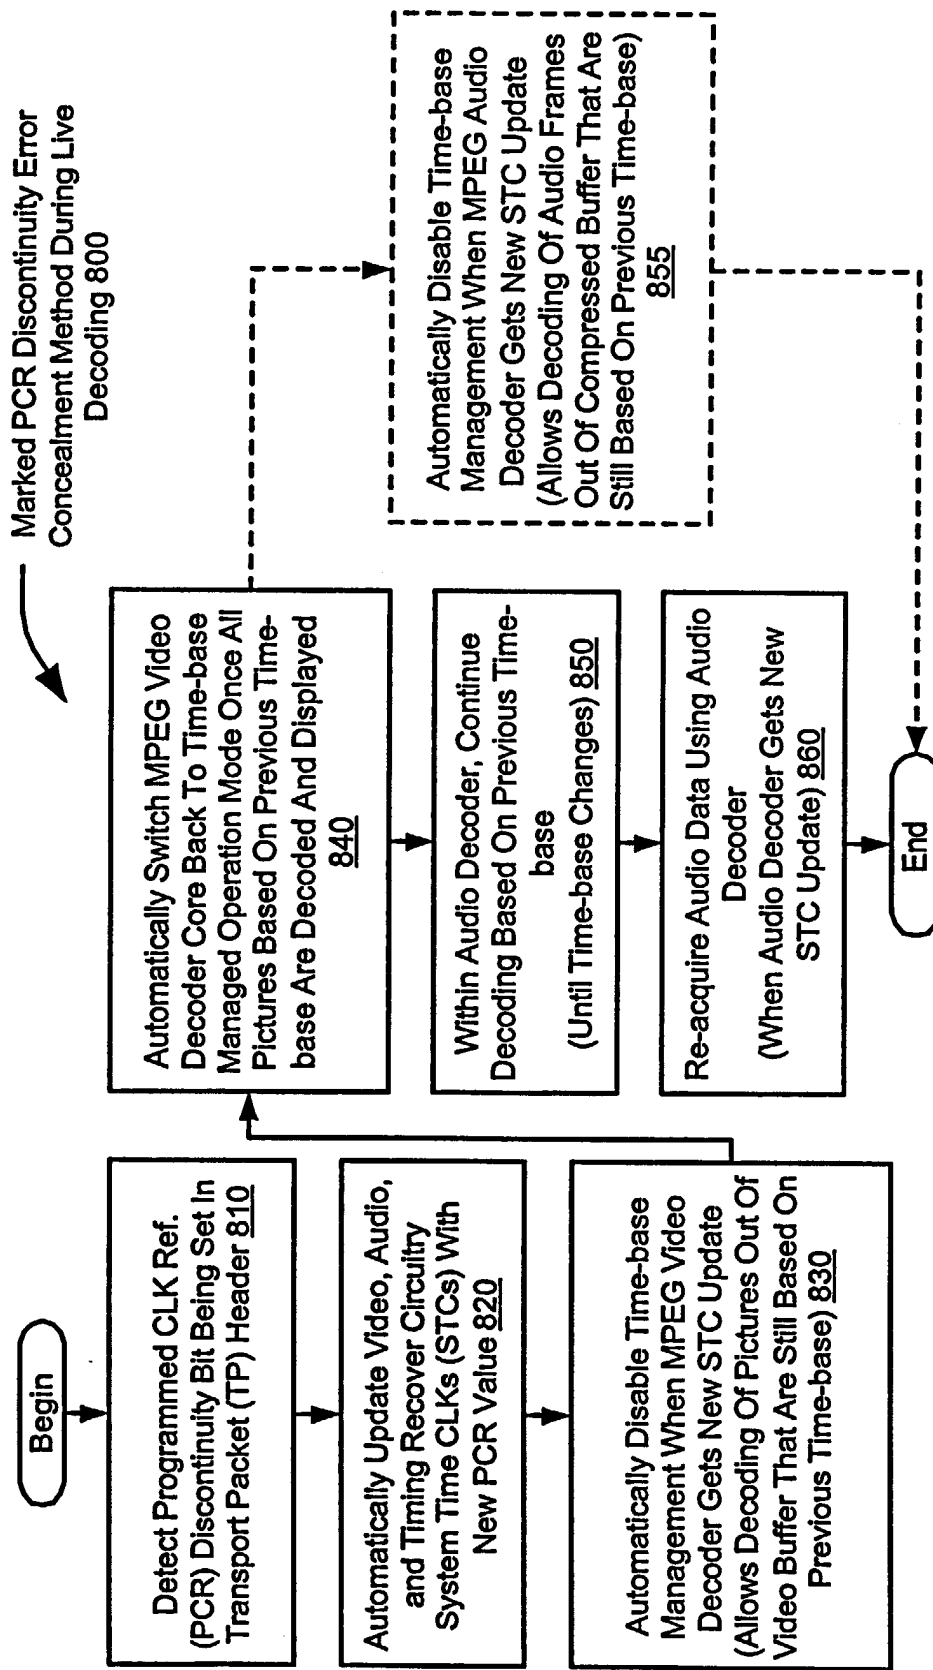 Marked PCR Discontinuity Error
Concealment Method During Live
Decoding 800
Begin
Detect Programmed CLK Ref.
(PCR) Discontinuity Bit Being Set In
Transport Packet (TP) Header 810
Automatically Update Video, Audio,
and Timing Recover Circuitry
System Time CLKs (STCs) With
New PCR Value 820
Automatically Disable Time-base
Management When MPEG Video
Decoder Gets New STC Update
(Allows Decoding Of Pictures Out Of
Video Buffer That Are Still Based On
Previous Time-base) 830
Automatically Switch MPEG Video
Decoder Core Back To Time-base
Managed Operation Mode Once All
Pictures Based On Previous Time-
base Are Decoded And Displayed
840
Within Audio Decoder, Continue
Decoding Based On Previous Time-
base
(Until Time-base Changes) 850
Re-acquire Audio Data Using Audio
Decoder
(When Audio Decoder Gets New
STC Update) 860
Automatically Disable Time-base
Management When MPEG Audio
Decoder Gets New STC Update
(Allows Decoding Of Audio Frames
Out Of Compressed Buffer That Are
Still Based On Previous Time-base)
855
End